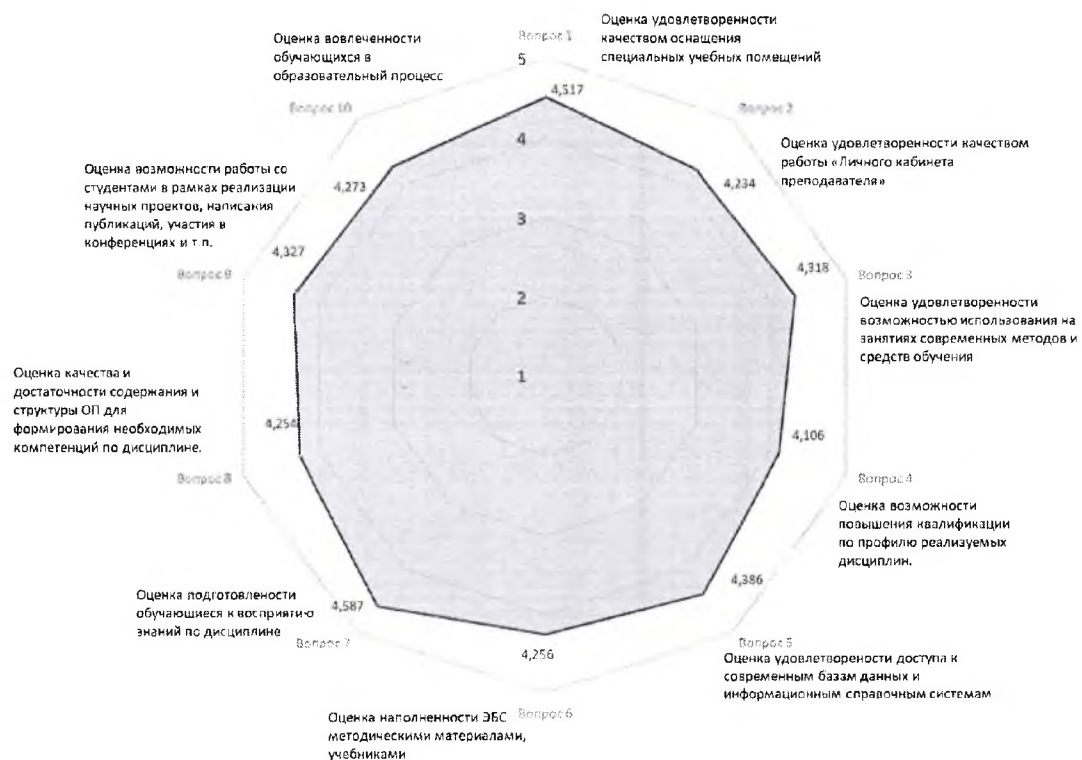 Вопрос 1
Оценка удовлетворенности
качеством оснащения
специальных учебных помещений
5
4,517
Вопрос 2
Оценка удовлетворенности качеством
работы «Личного кабинета
преподавателя»
4
4,234
3
4,318
Вопрос 3
Оценка удовлетворенности
возможностью использования на
занятиях современных методов и
средств обучения
2
1
4,106
Вопрос 4
Оценка возможности
повышения квалификации
по профилю реализуемых
дисциплин.
4,386
Вопрос 5
Оценка удовлетворености доступа к
современным базам данных и
информационным справочным системам
4,256
Вопрос 6
Оценка наполненности ЭБС
методическими материалами,
учебниками
4,587
Вопрос 7
Оценка подготовлености
обучающиеся к восприятию
знаний по дисциплине
4,254
Вопрос 8
Оценка качества и
достаточности содержания и
структуры ОП для
формирования необходимых
компетенций по дисциплине.
4,327
Вопрос 9
Оценка возможности работы со
студентами в рамках реализации
научных проектов, написания
публикаций, участия в
конференциях и т.п.
4,273
Вопрос 10
Оценка вовлеченности
обучающихся в
образовательный процесс